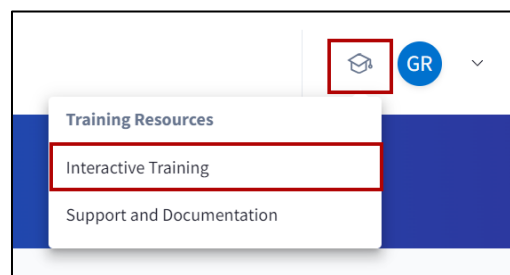 GR
Training Resources
Interactive Training
Support and Documentation